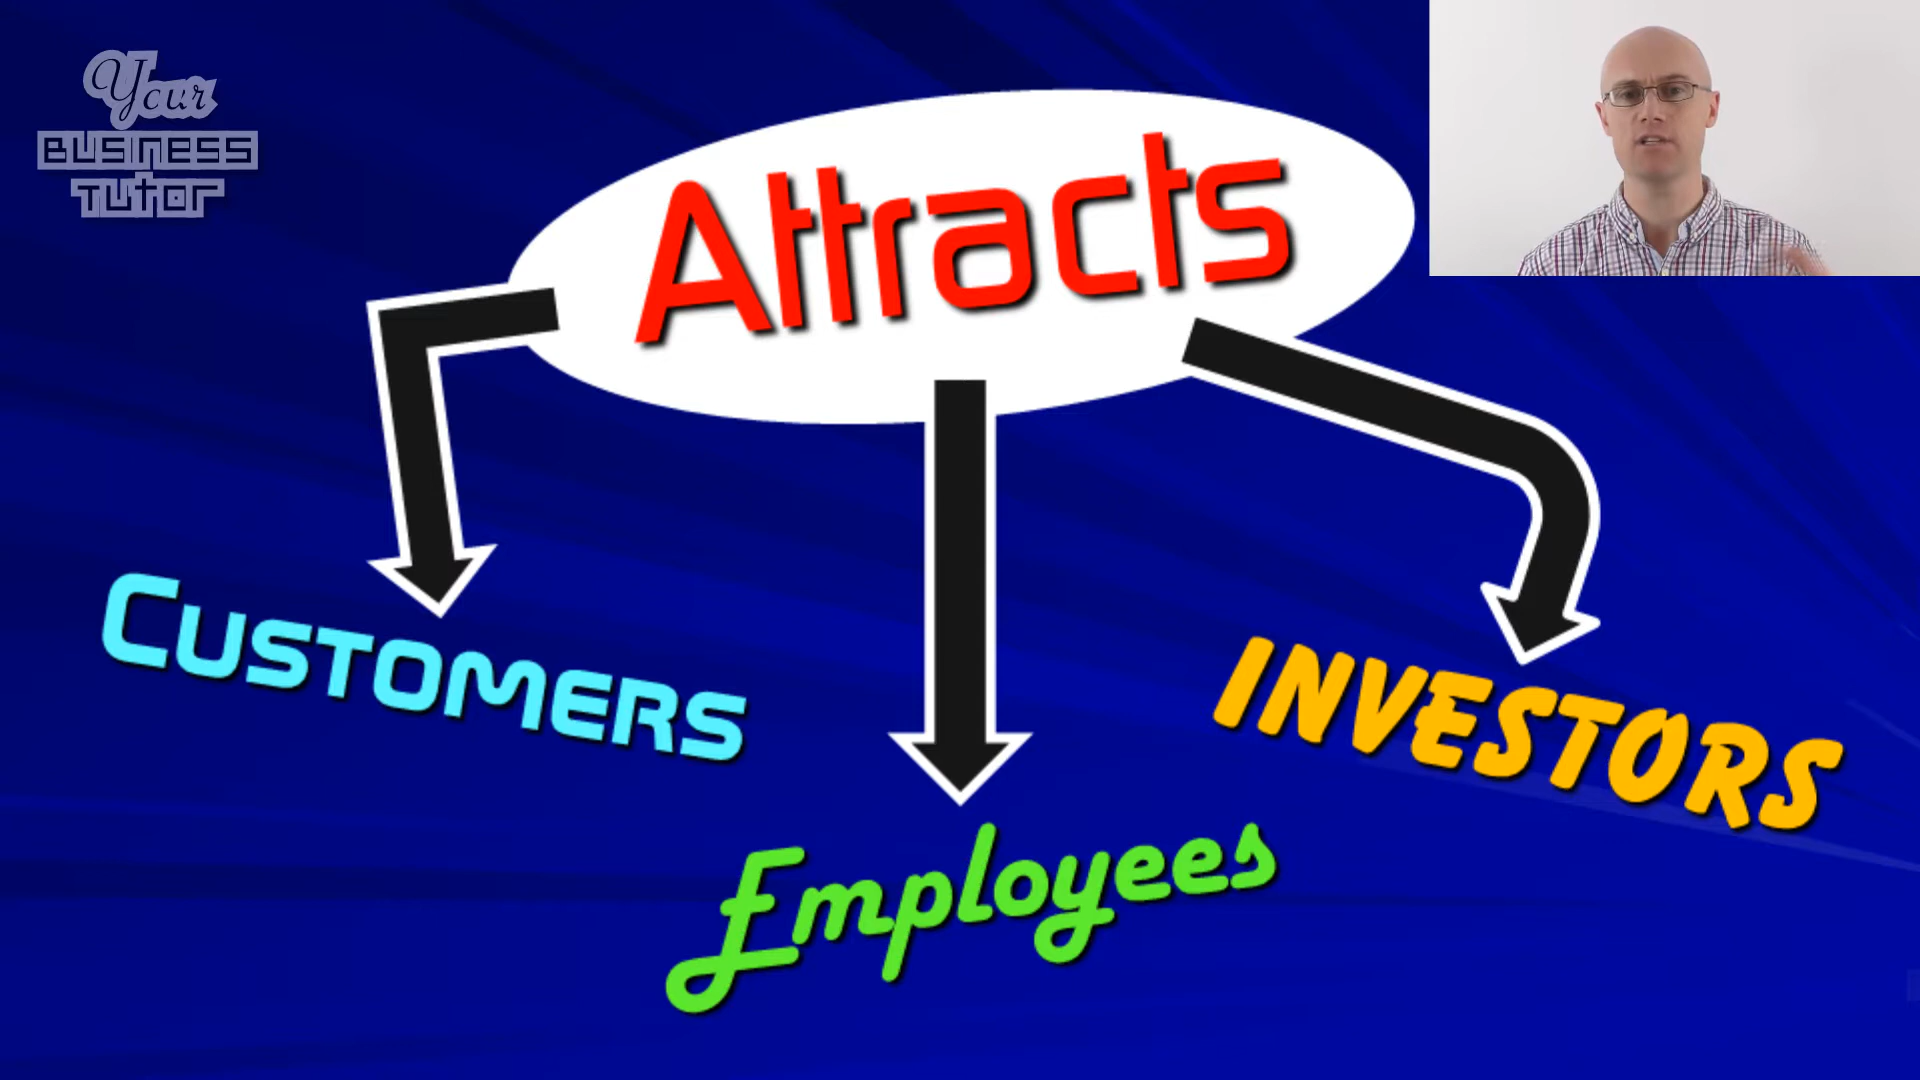 Your
BUSINESS
TUTOR
Attracts
CUSTOMERS
Employees
INVESTORS